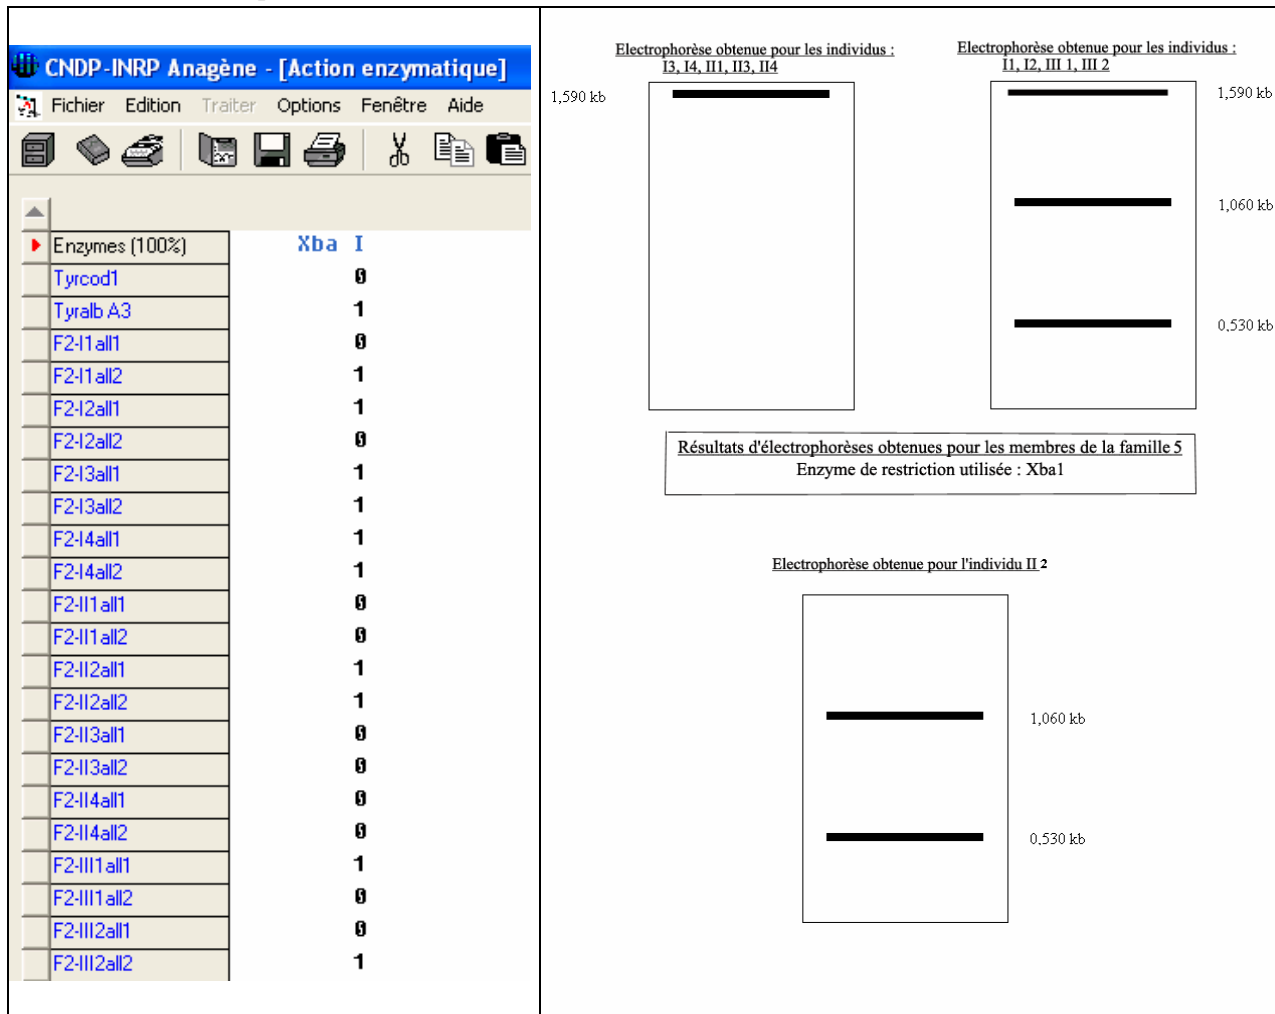 CNDP-INRP Anagène - [Action enzymatique]
Fichier Edition Traiter Options Fenêtre Aide
Enzymes (100%) Xba I
Tyrcod1 0
Tyralb A3 1
F2-I1all1 0
F2-I1all2 1
F2-I2all1 1
F2-I2all2 0
F2-I3all1 1
F2-I3all2 1
F2-I4all1 1
F2-I4all2 1
F2-II1all1 0
F2-II1all2 0
F2-II2all1 1
F2-II2all2 1
F2-II3all1 0
F2-II3all2 0
F2-II4all1 0
F2-II4all2 0
F2-III1all1 1
F2-III1all2 0
F2-III2all1 0
F2-III2all2 1
Electrophorèse obtenue pour les individus :
I3, I4, II1, II3, II4
1,590 kb
Electrophorèse obtenue pour les individus :
I1, I2, III 1, III 2
1,590 kb
1,060 kb
0,530 kb
Résultats d'électrophorèses obtenues pour les membres de la famille 5
Enzyme de restriction utilisée : Xba1
Electrophorèse obtenue pour l'individu II 2
1,060 kb
0,530 kb